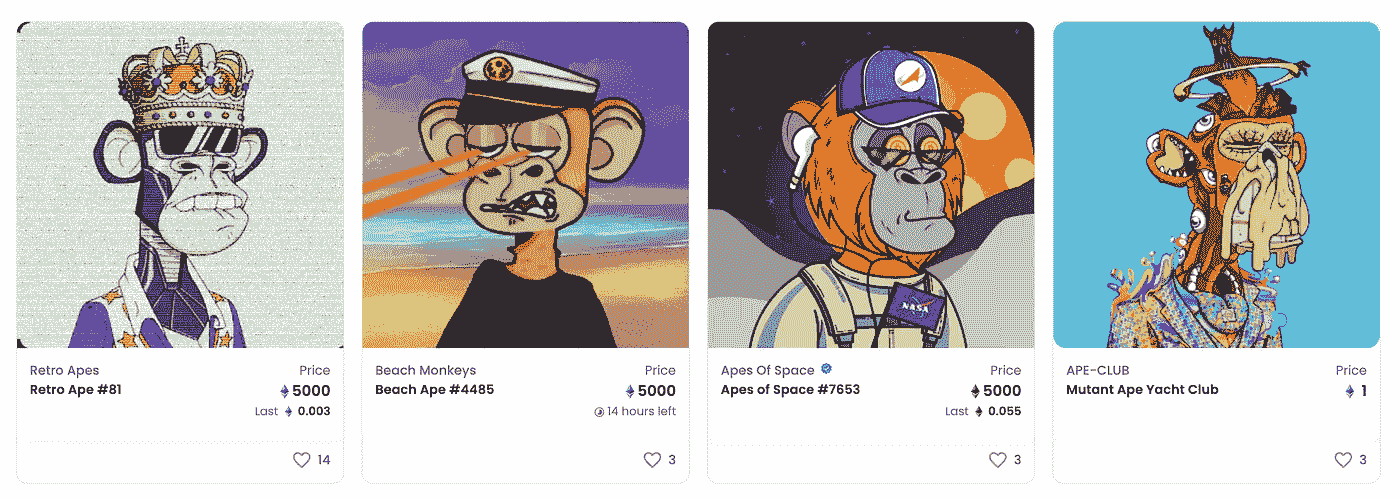 NASA
Retro Apes Price
Retro Ape #81 5000
Last 0.003
14
Beach Monkeys Price
Beach Ape #4485 5000
14 hours left
3
Apes Of Space Price
Apes of Space #7653 5000
Last 0.055
3
APE-CLUB Price
Mutant Ape Yacht Club 1
3